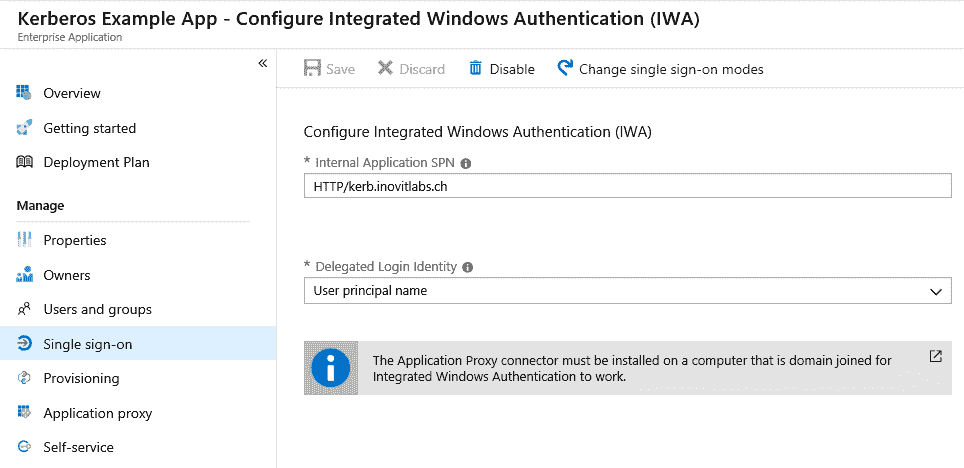 Kerberos Example App - Configure Integrated Windows Authentication (IWA)
Enterprise Application
«
Save Discard Disable Change single sign-on modes
Overview
Getting started
Deployment Plan
Manage
Properties
Owners
Users and groups
Single sign-on
Provisioning
Application proxy
Self-service
Configure Integrated Windows Authentication (IWA)
* Internal Application SPN
HTTP/kerb.inovitlabs.ch
* Delegated Login Identity
User principal name
The Application Proxy connector must be installed on a computer that is domain joined for
Integrated Windows Authentication to work.